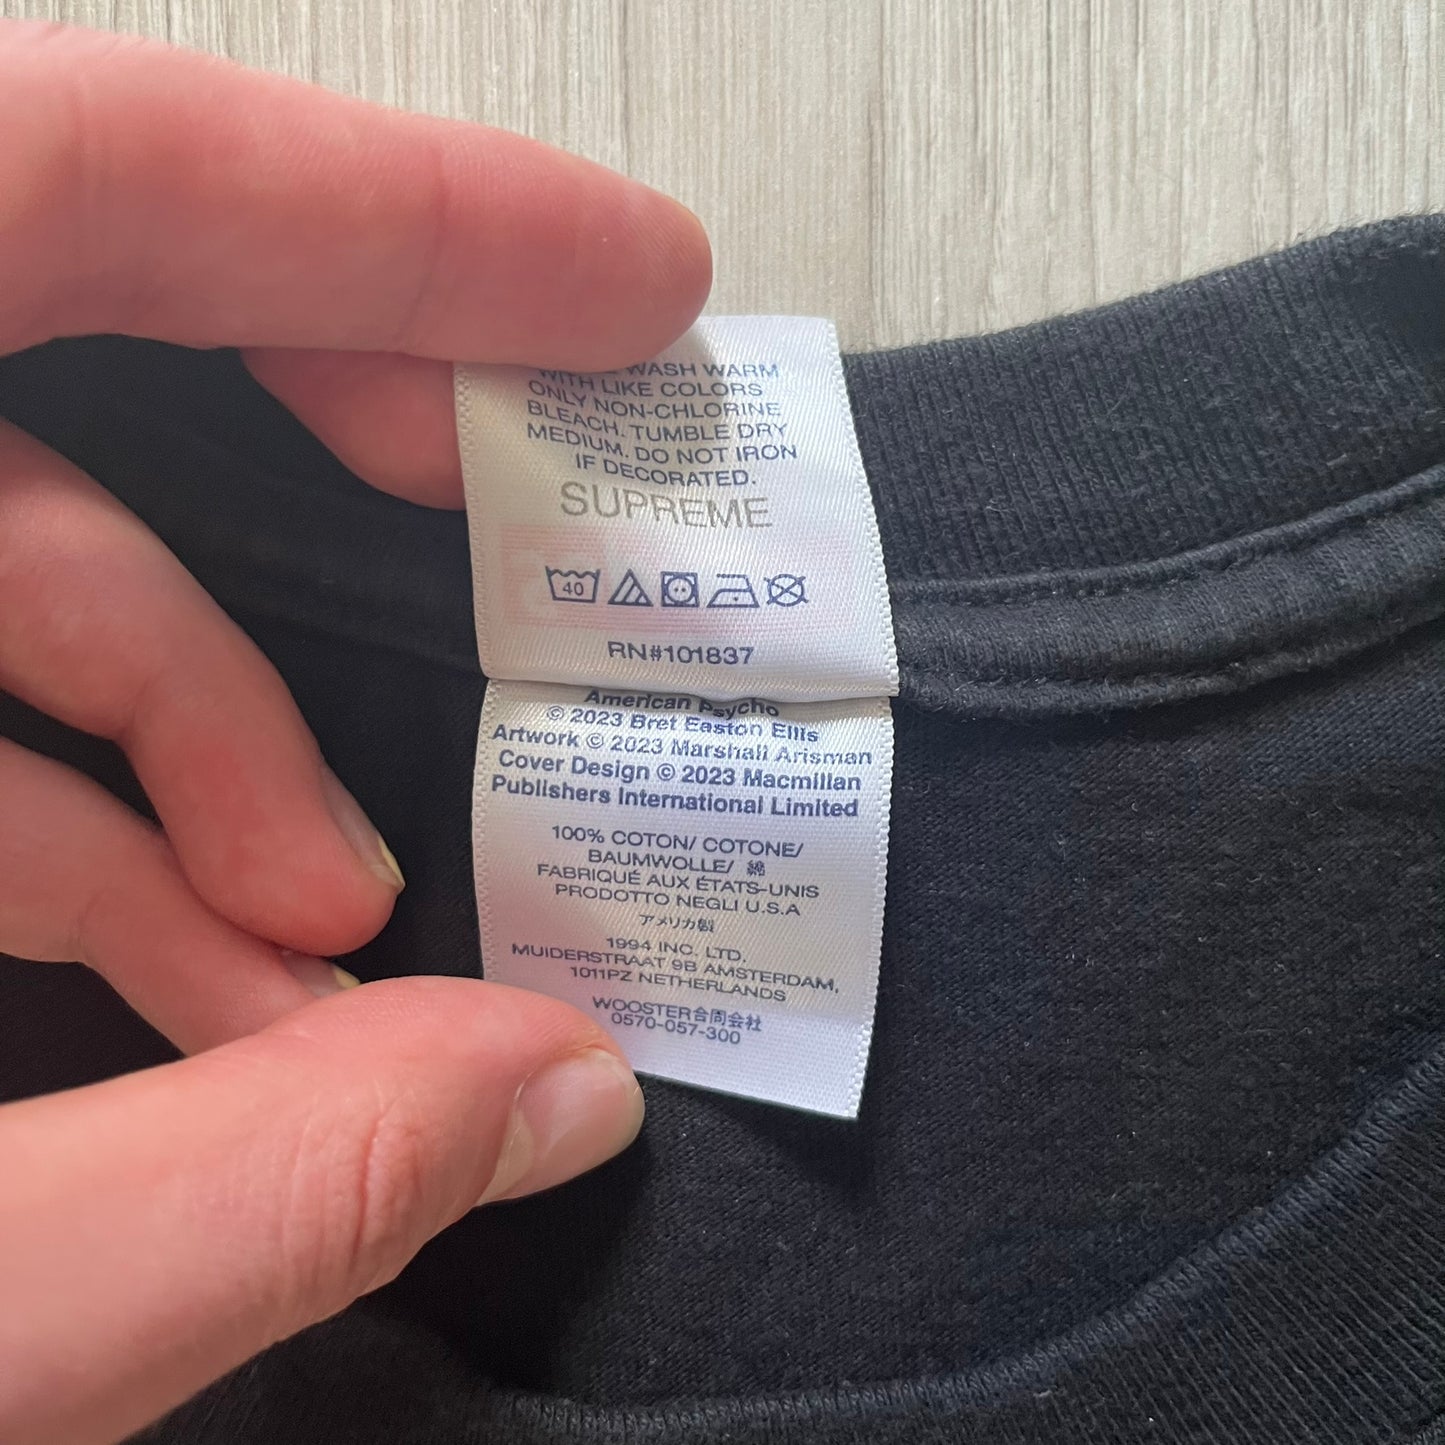 WASH WARM
WITH LIKE COLORS
ONLY NON-CHLORINE
BLEACH. TUMBLE DRY
MEDIUM. DO NOT IRON
IF DECORATED.
SUPREME
40
RN#101837
American Psycho
© 2023 Bret Easton Ellis
Artwork © 2023 Marshall Arisman
Cover Design © 2023 Macmillan
Publishers International Limited
100% COTON/ COTONE/
BAUMWOLLE/ 綿
FABRIQUÉ AUX ÉTATS-UNIS
PRODOTTO NEGLI U.S.A
アメリカ製
1994 INC. LTD.
MUIDERSTRAAT 9B AMSTERDAM,
1011PZ NETHERLANDS
WOOSTER合同会社
0570-057-300